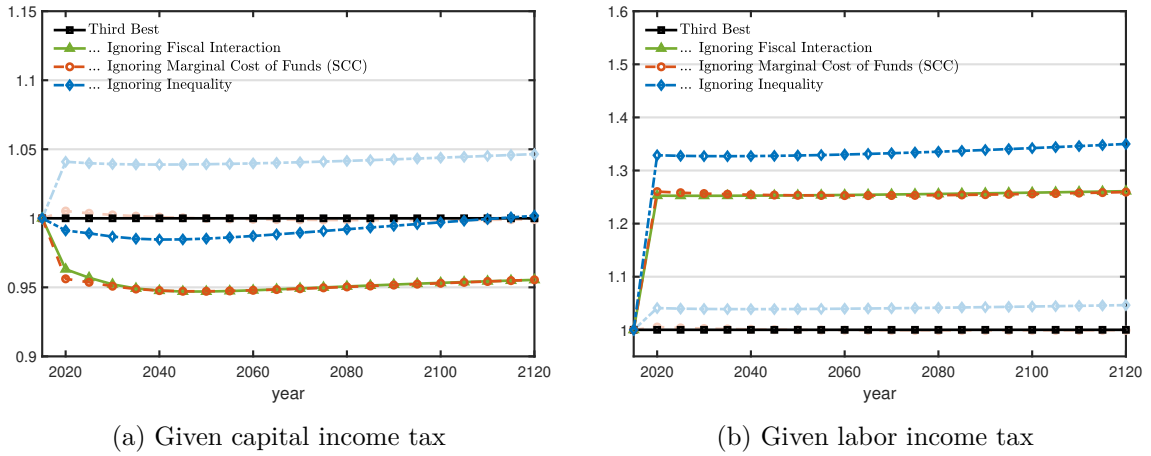 1.15
1.1
1.05
1
0.95
0.9
Third Best
... Ignoring Fiscal Interaction
... Ignoring Marginal Cost of Funds (SCC)
... Ignoring Inequality
2020 2040 2060 2080 2100 2120
year
(a) Given capital income tax
1.6
1.5
1.4
1.3
1.2
1.1
1
Third Best
... Ignoring Fiscal Interaction
... Ignoring Marginal Cost of Funds (SCC)
... Ignoring Inequality
2020 2040 2060 2080 2100 2120
year
(b) Given labor income tax